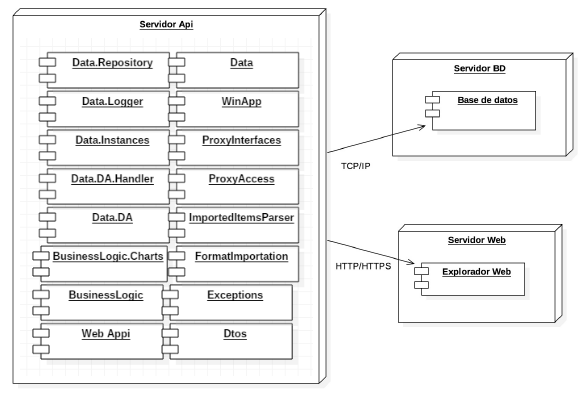 Servidor Api
Data.Repository
Data
Data.Logger
WinApp
Data.Instances
ProxyInterfaces
Data.DA.Handler
ProxyAccess
Data.DA
ImportedItemsParser
BusinessLogic.Charts
FormatImportation
BusinessLogic
Exceptions
Web Appi
Dtos
TCP/IP
HTTP/HTTPS
Servidor BD
Base de datos
Servidor Web
Explorador Web